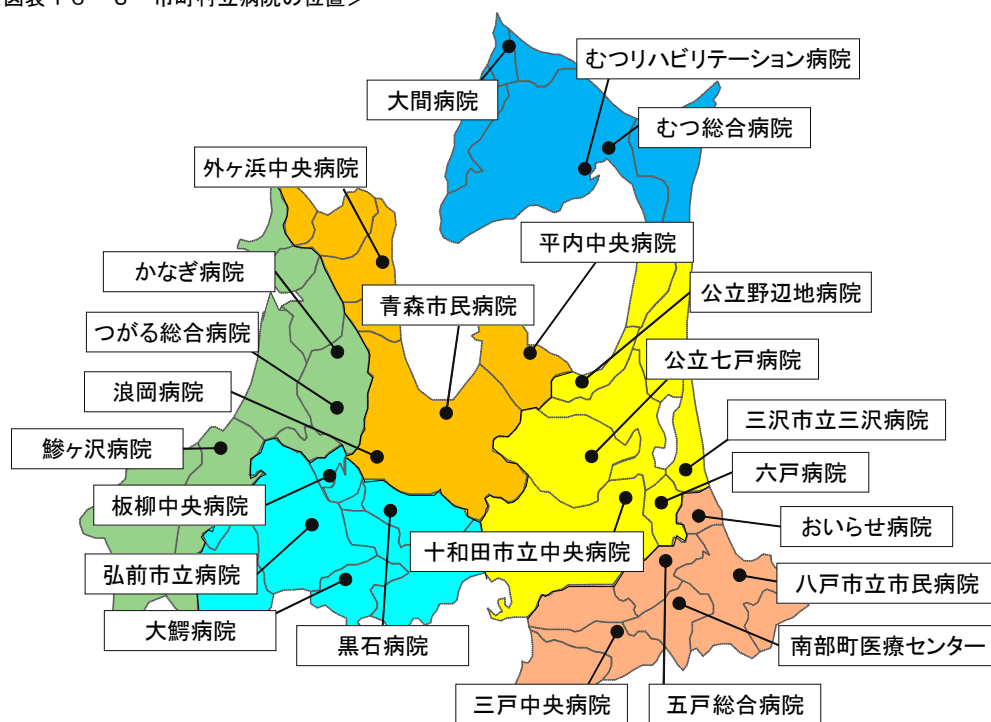 大間病院
むつリハビリテーション病院
むつ総合病院
外ヶ浜中央病院
平内中央病院
かなぎ病院
青森市民病院
公立野辺地病院
つがる総合病院
公立七戸病院
浪岡病院
三沢市立三沢病院
鰺ヶ沢病院
六戸病院
板柳中央病院
おいらせ病院
十和田市立中央病院
弘前市立病院
八戸市立市民病院
大鰐病院
黒石病院
南部町医療センター
三戸中央病院
五戸総合病院